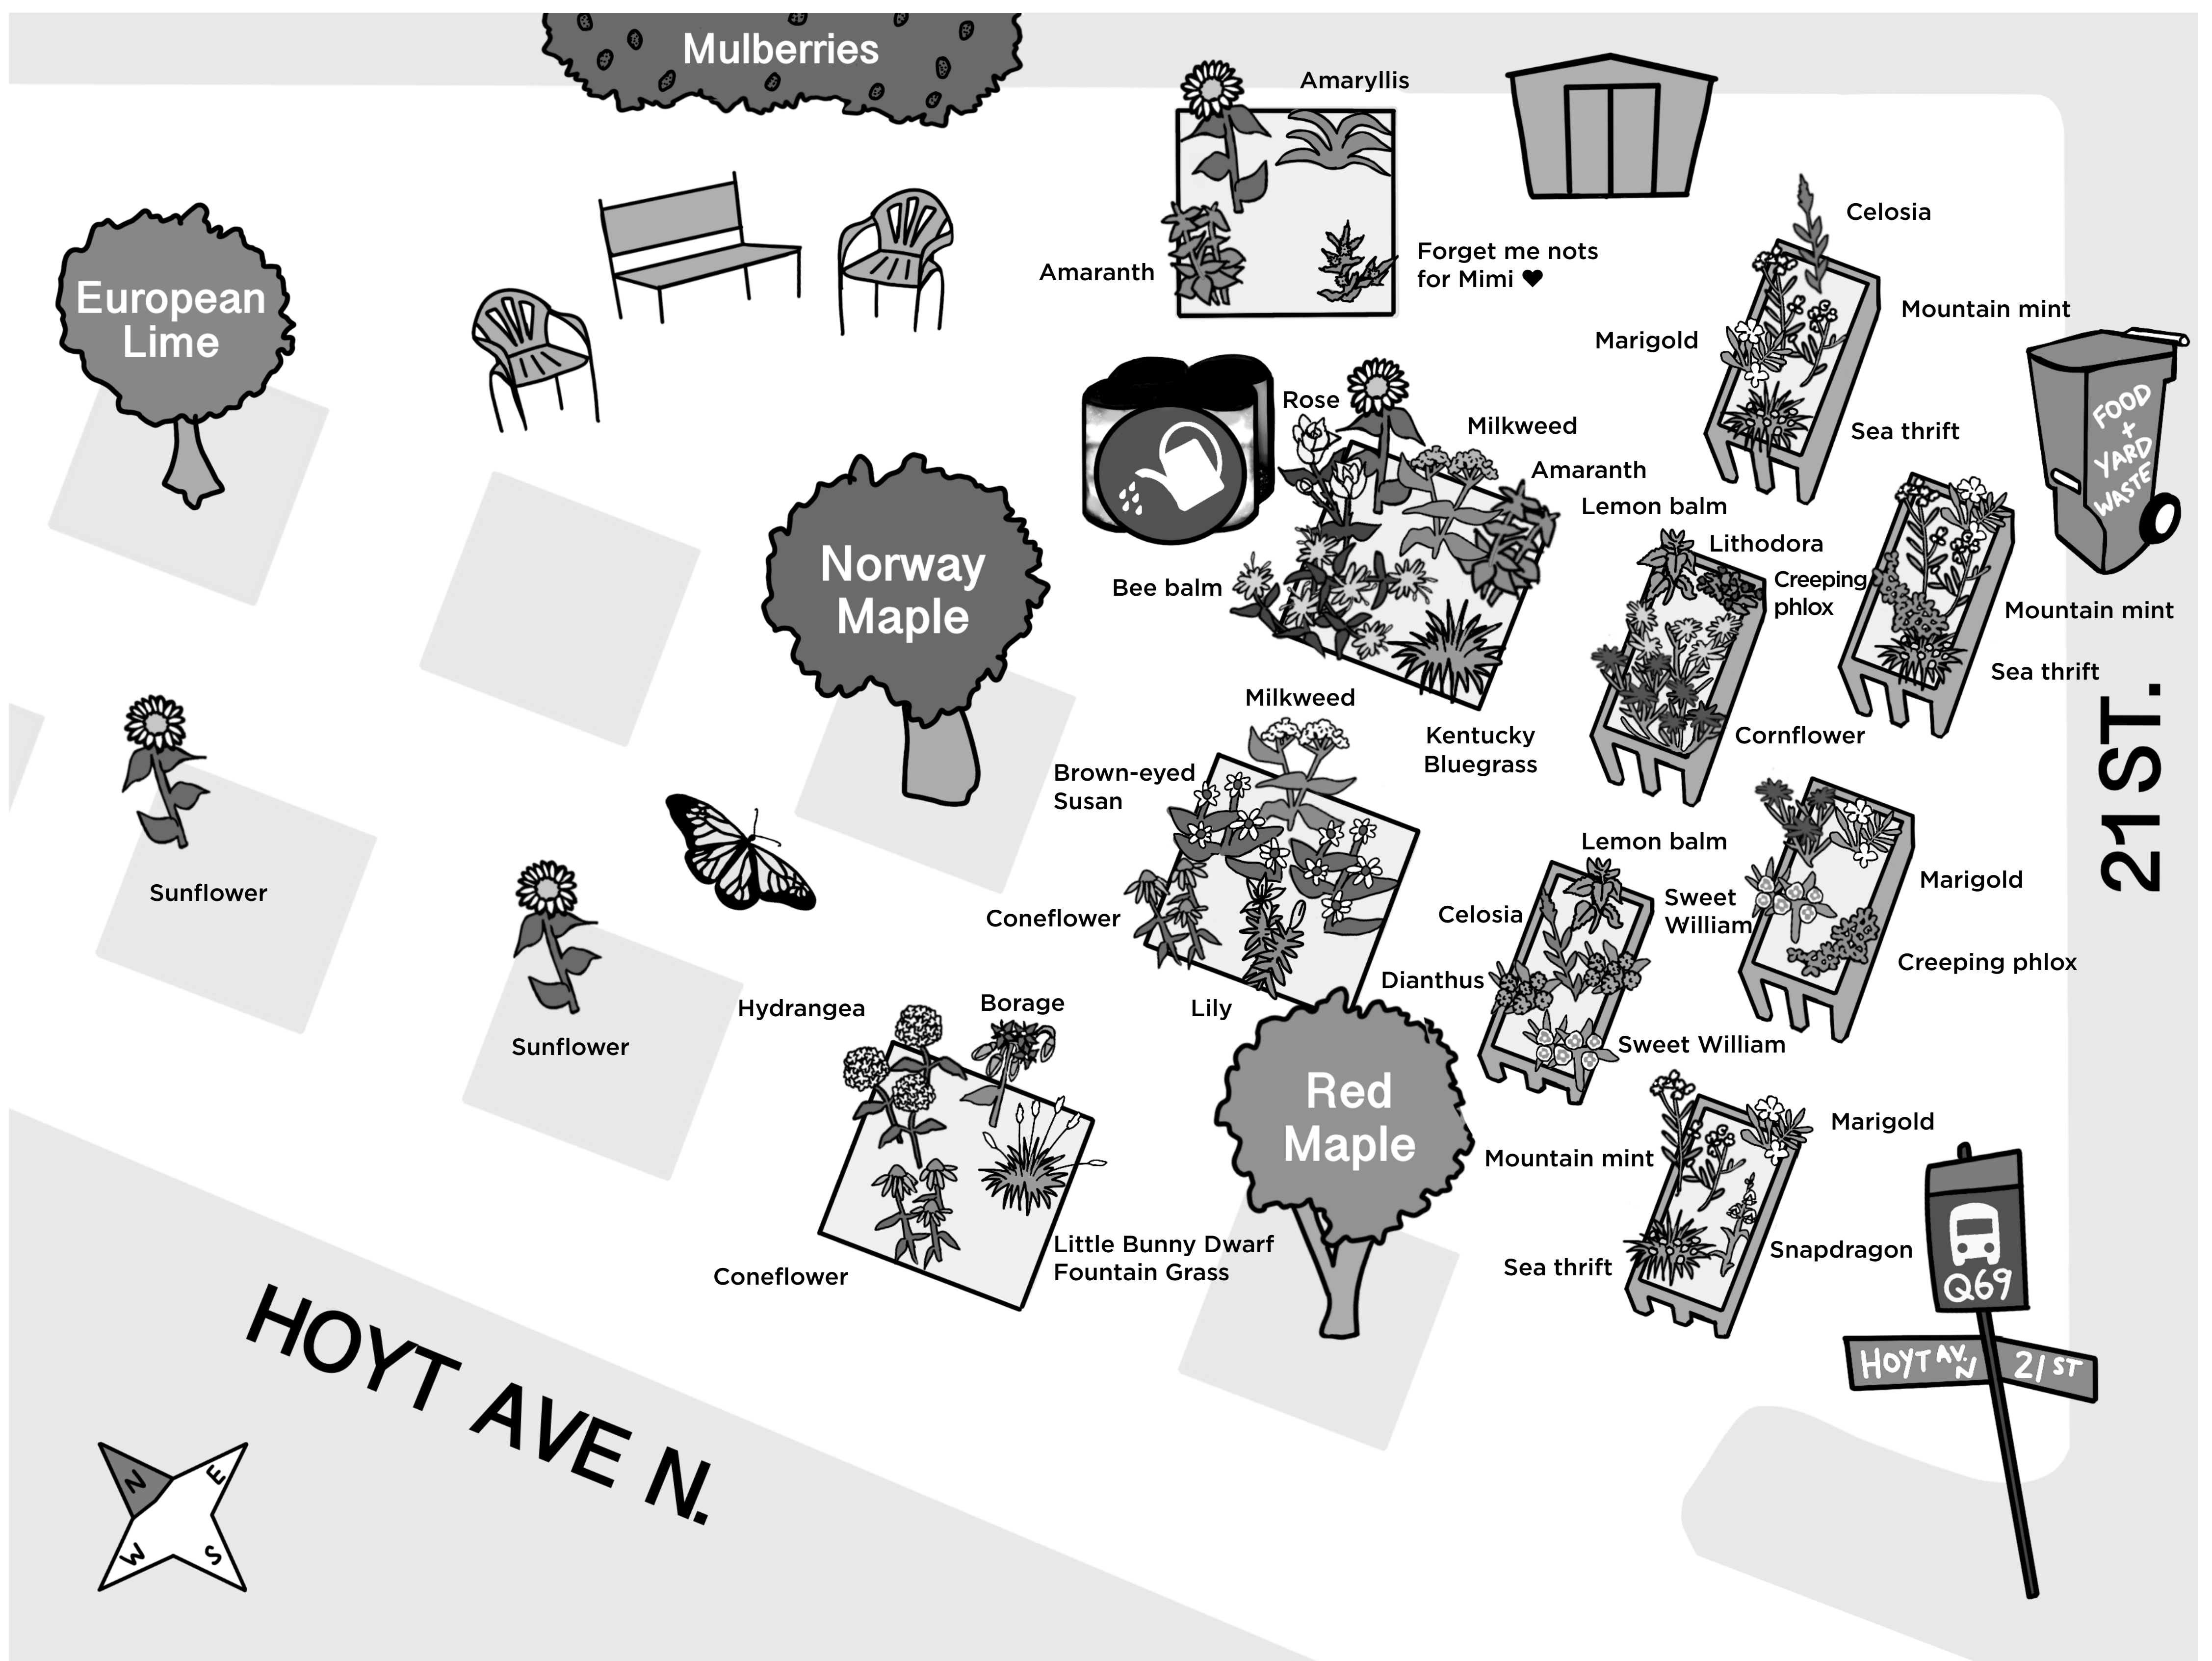 Mulberries
Amaryllis
Celosia
European
Lime
Amaranth
Forget me nots
for Mimi ♥
Mountain mint
Marigold
Rose
Milkweed
Sea thrift
FOOD
+
YARD
WASTE
Amaranth
Lemon balm
Lithodora
Creeping
phlox
Norway
Maple
Bee balm
Mountain mint
Sea thrift
Milkweed
Kentucky
Bluegrass
Cornflower
21 ST.
Brown-eyed
Susan
Sunflower
Coneflower
Lemon balm
Celosia
Sweet
William
Marigold
Dianthus
Creeping phlox
Hydrangea
Borage
Lily
Sunflower
Sweet William
Red
Maple
Marigold
Mountain mint
Coneflower
Little Bunny Dwarf
Fountain Grass
Sea thrift
Snapdragon
Q69
HOYT AV. N
21 ST
HOYT AVE N.
N
E
W
S